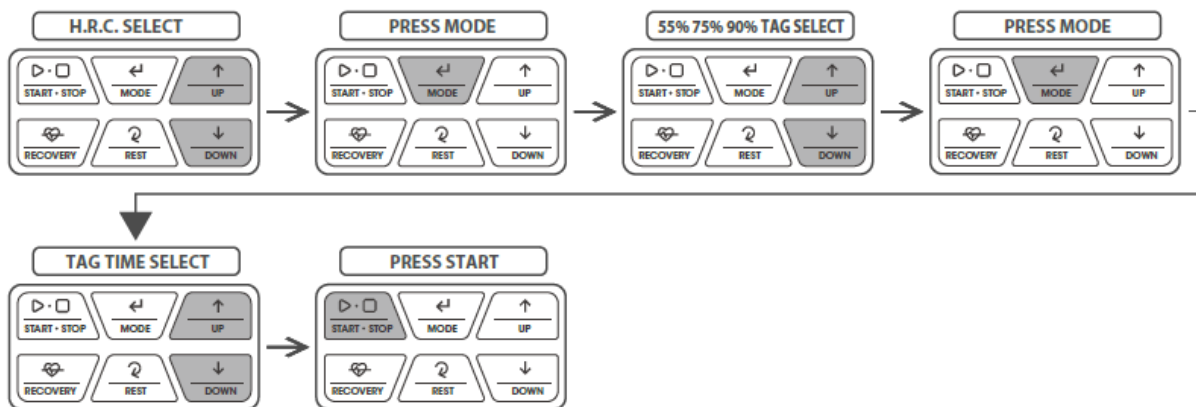 H.R.C. SELECT PRESS MODE 55% 75% 90% TAG SELECT PRESS MODE
START • STOP MODE UP START • STOP MODE UP START • STOP MODE UP START • STOP MODE UP
RECOVERY REST DOWN RECOVERY REST DOWN RECOVERY REST DOWN RECOVERY REST DOWN
TAG TIME SELECT PRESS START
START • STOP MODE UP START • STOP MODE UP
RECOVERY REST DOWN RECOVERY REST DOWN